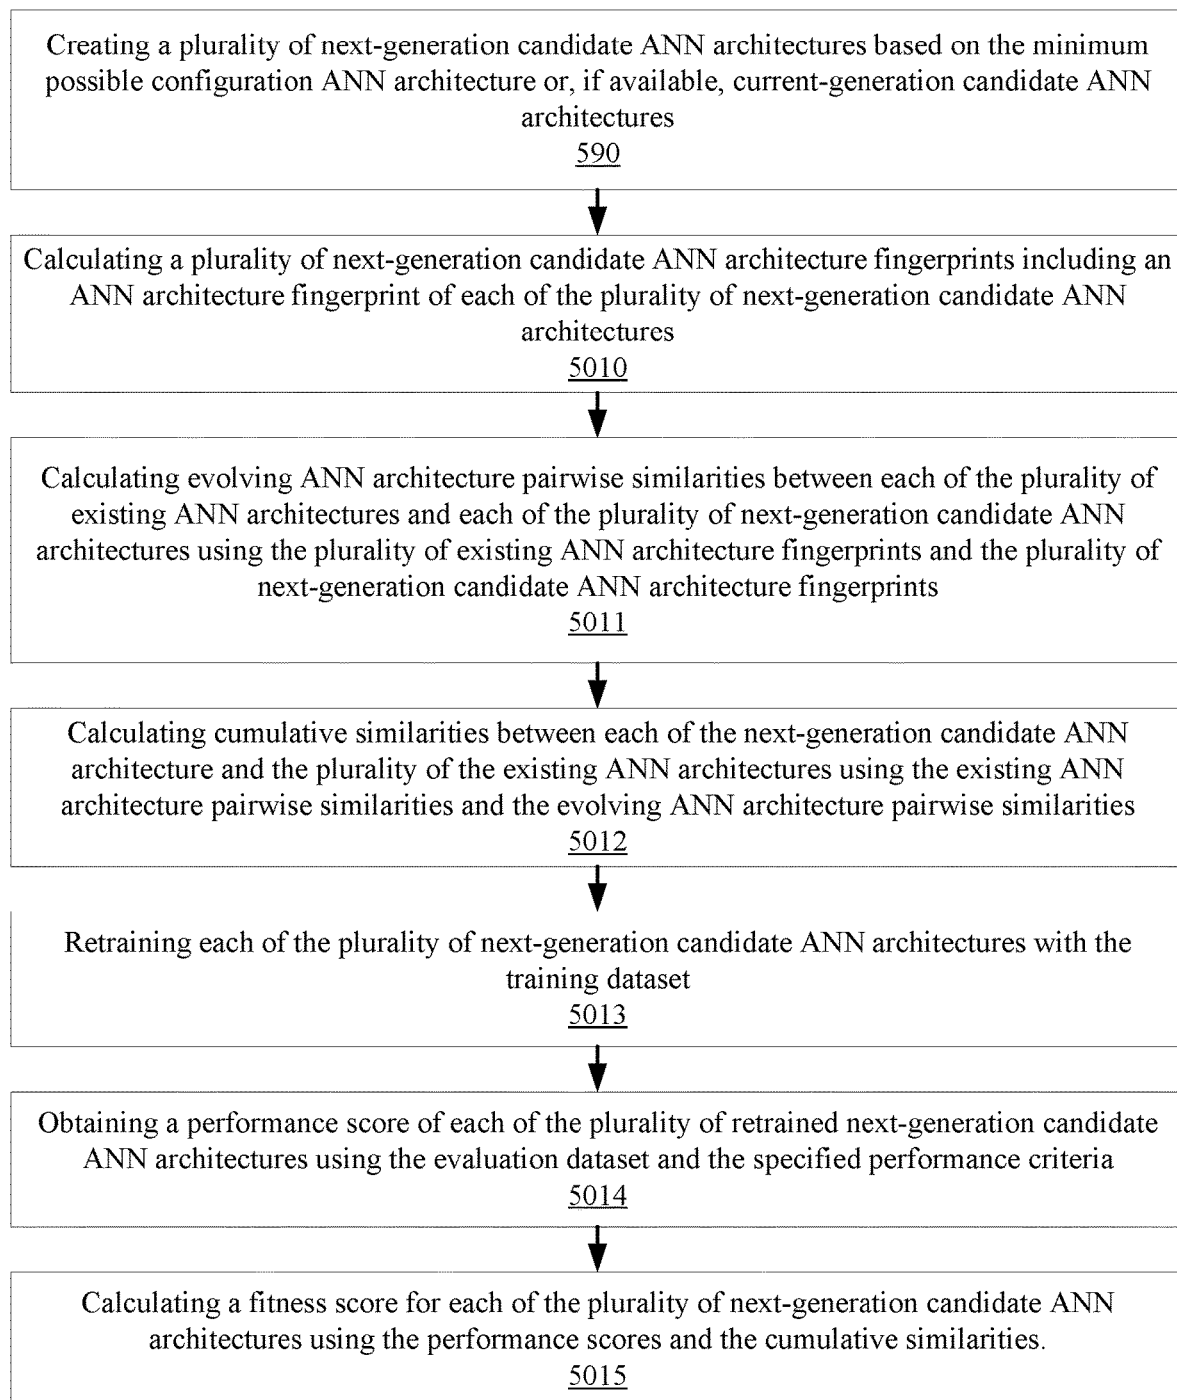 Creating a plurality of next-generation candidate ANN architectures based on the minimum
possible configuration ANN architecture or, if available, current-generation candidate ANN
architectures
590
Calculating a plurality of next-generation candidate ANN architecture fingerprints including an
ANN architecture fingerprint of each of the plurality of next-generation candidate ANN
architectures
5010
Calculating evolving ANN architecture pairwise similarities between each of the plurality of
existing ANN architectures and each of the plurality of next-generation candidate ANN
architectures using the plurality of existing ANN architecture fingerprints and the plurality of
next-generation candidate ANN architecture fingerprints
5011
Calculating cumulative similarities between each of the next-generation candidate ANN
architecture and the plurality of the existing ANN architectures using the existing ANN
architecture pairwise similarities and the evolving ANN architecture pairwise similarities
5012
Retraining each of the plurality of next-generation candidate ANN architectures with the
training dataset
5013
Obtaining a performance score of each of the plurality of retrained next-generation candidate
ANN architectures using the evaluation dataset and the specified performance criteria
5014
Calculating a fitness score for each of the plurality of next-generation candidate ANN
architectures using the performance scores and the cumulative similarities.
5015